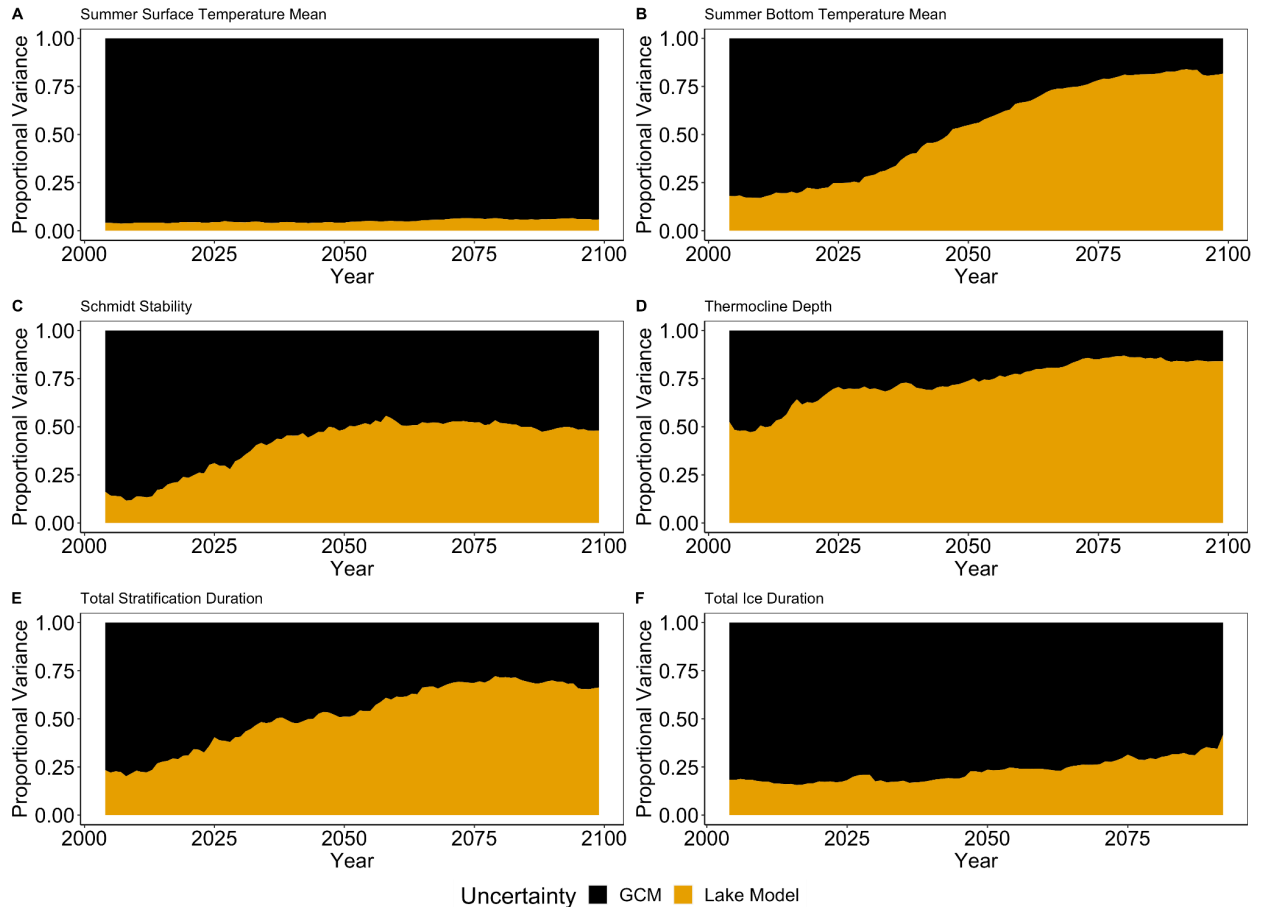 A Summer Surface Temperature Mean
Proportional Variance
1.00
0.75
0.50
0.25
0.00
2000 2025 2050 2075 2100
Year
B Summer Bottom Temperature Mean
Proportional Variance
1.00
0.75
0.50
0.25
0.00
2000 2025 2050 2075 2100
Year
C Schmidt Stability
Proportional Variance
1.00
0.75
0.50
0.25
0.00
2000 2025 2050 2075 2100
Year
D Thermocline Depth
Proportional Variance
1.00
0.75
0.50
0.25
0.00
2000 2025 2050 2075 2100
Year
E Total Stratification Duration
Proportional Variance
1.00
0.75
0.50
0.25
0.00
2000 2025 2050 2075 2100
Year
F Total Ice Duration
Proportional Variance
1.00
0.75
0.50
0.25
0.00
2000 2025 2050 2075
Year
Uncertainty GCM Lake Model